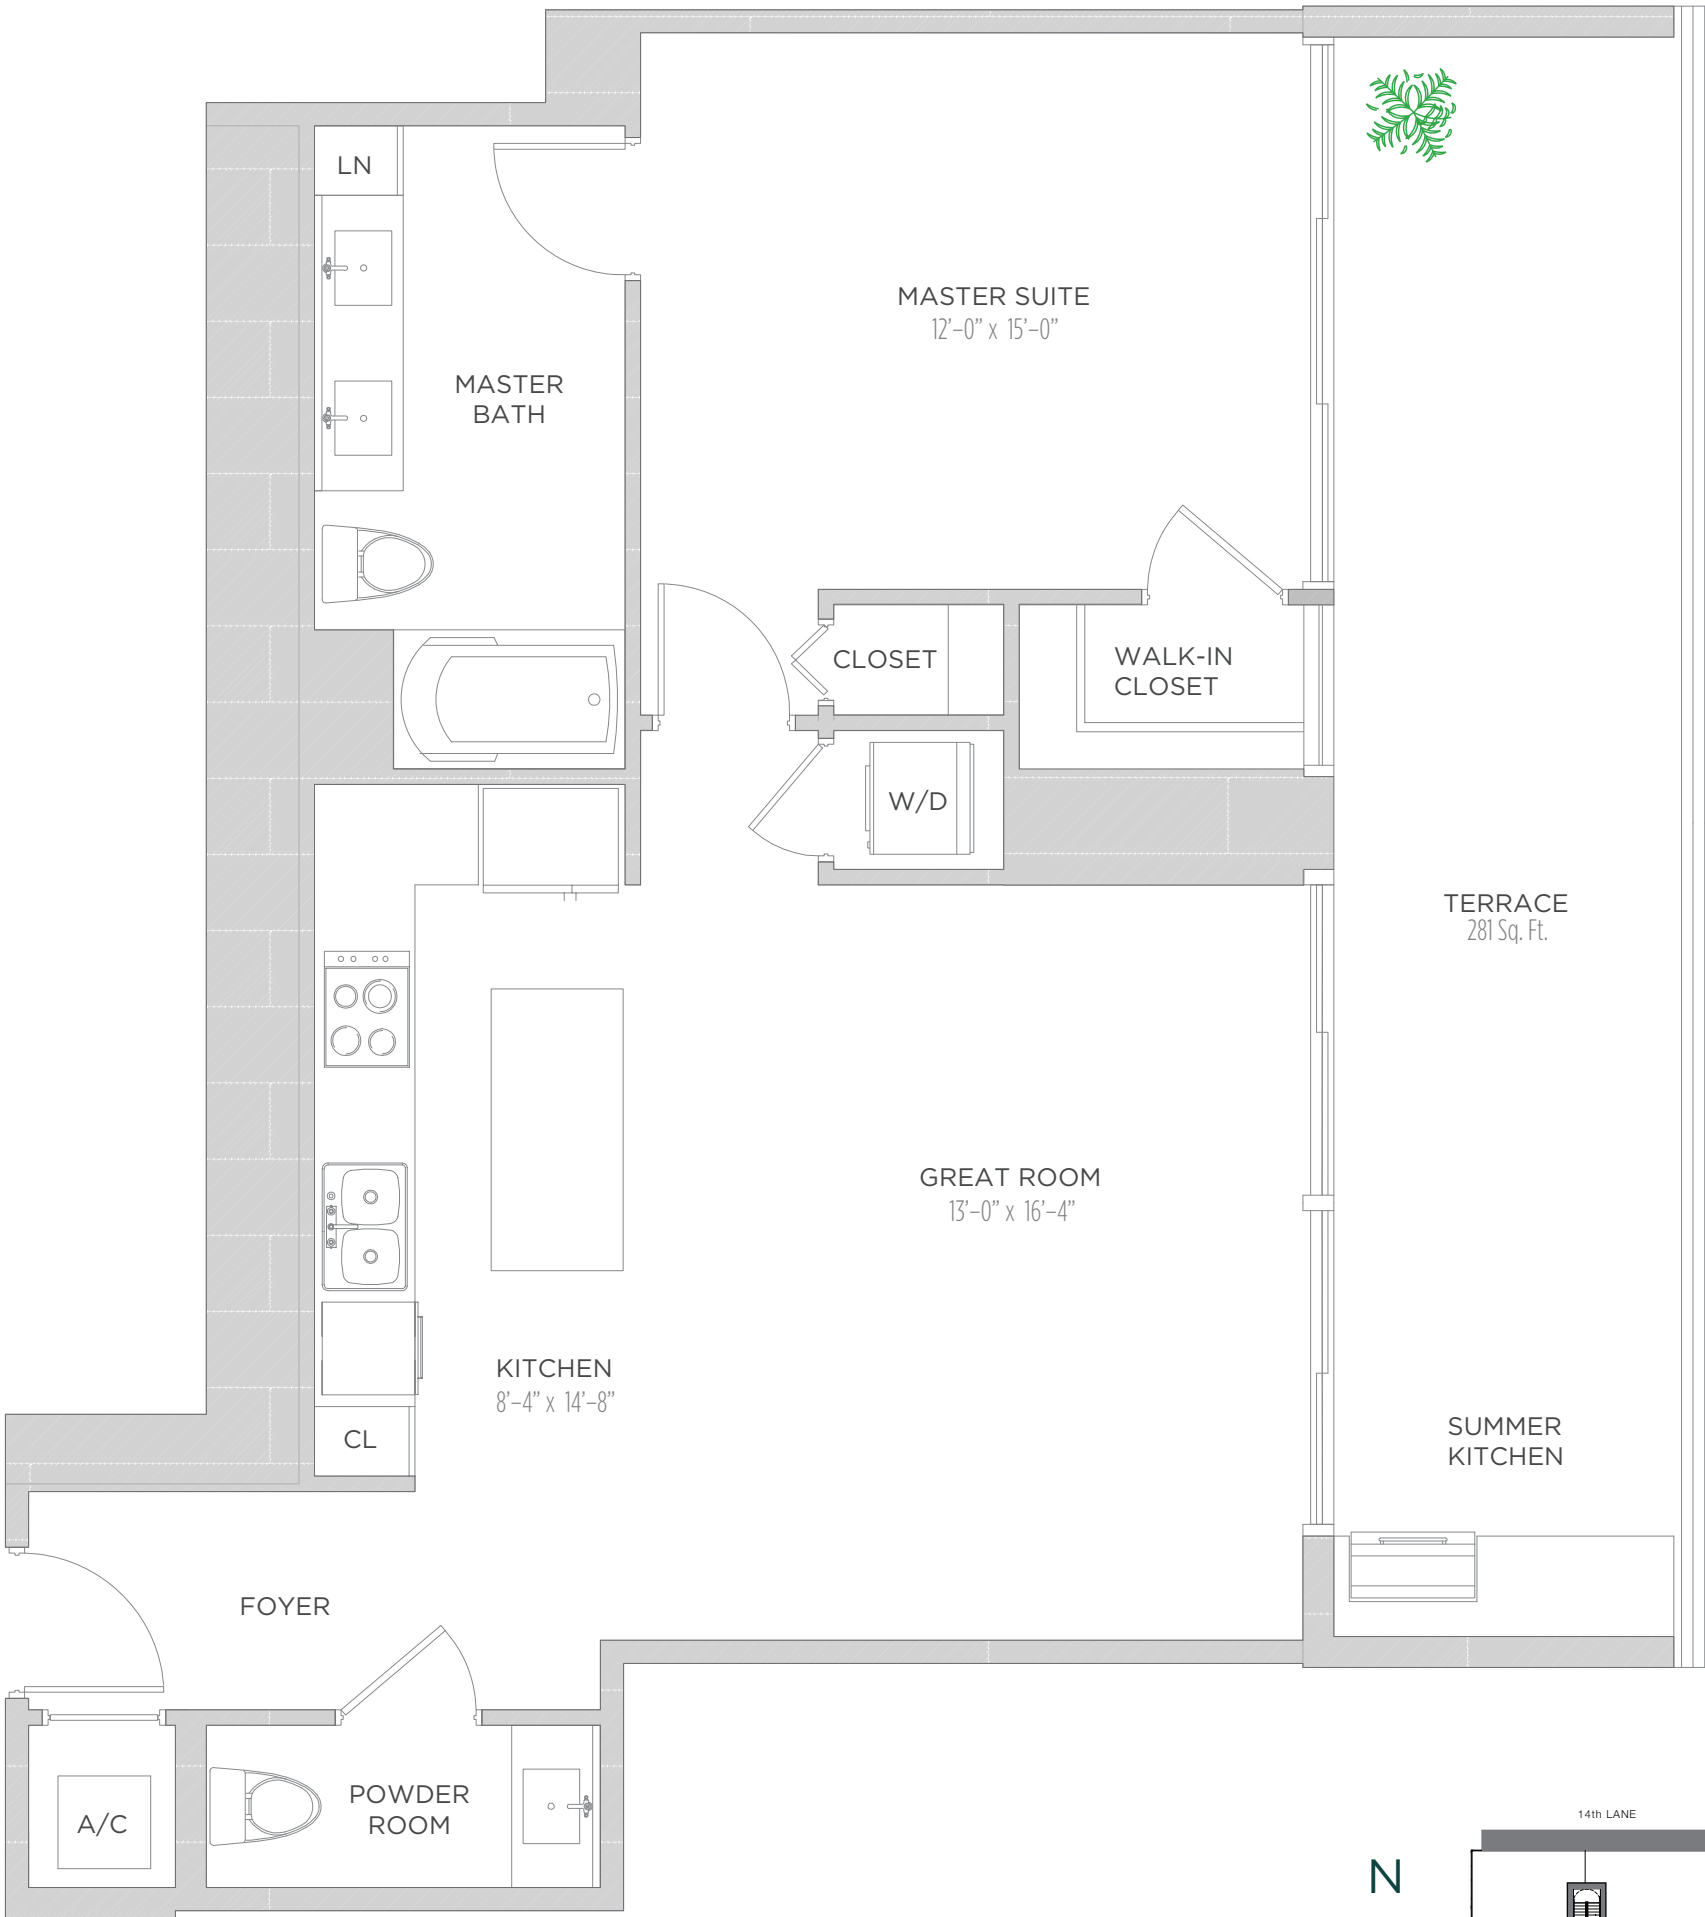 LN
MASTER SUITE
12'–0" x 15'–0"
MASTER
BATH
CLOSET
WALK-IN
CLOSET
W/D
TERRACE
281 Sq. Ft.
GREAT ROOM
13'–0" x 16'–4"
KITCHEN
8'–4" x 14'–8"
CL
SUMMER
KITCHEN
FOYER
POWDER
ROOM
A/C
14th LANE
N